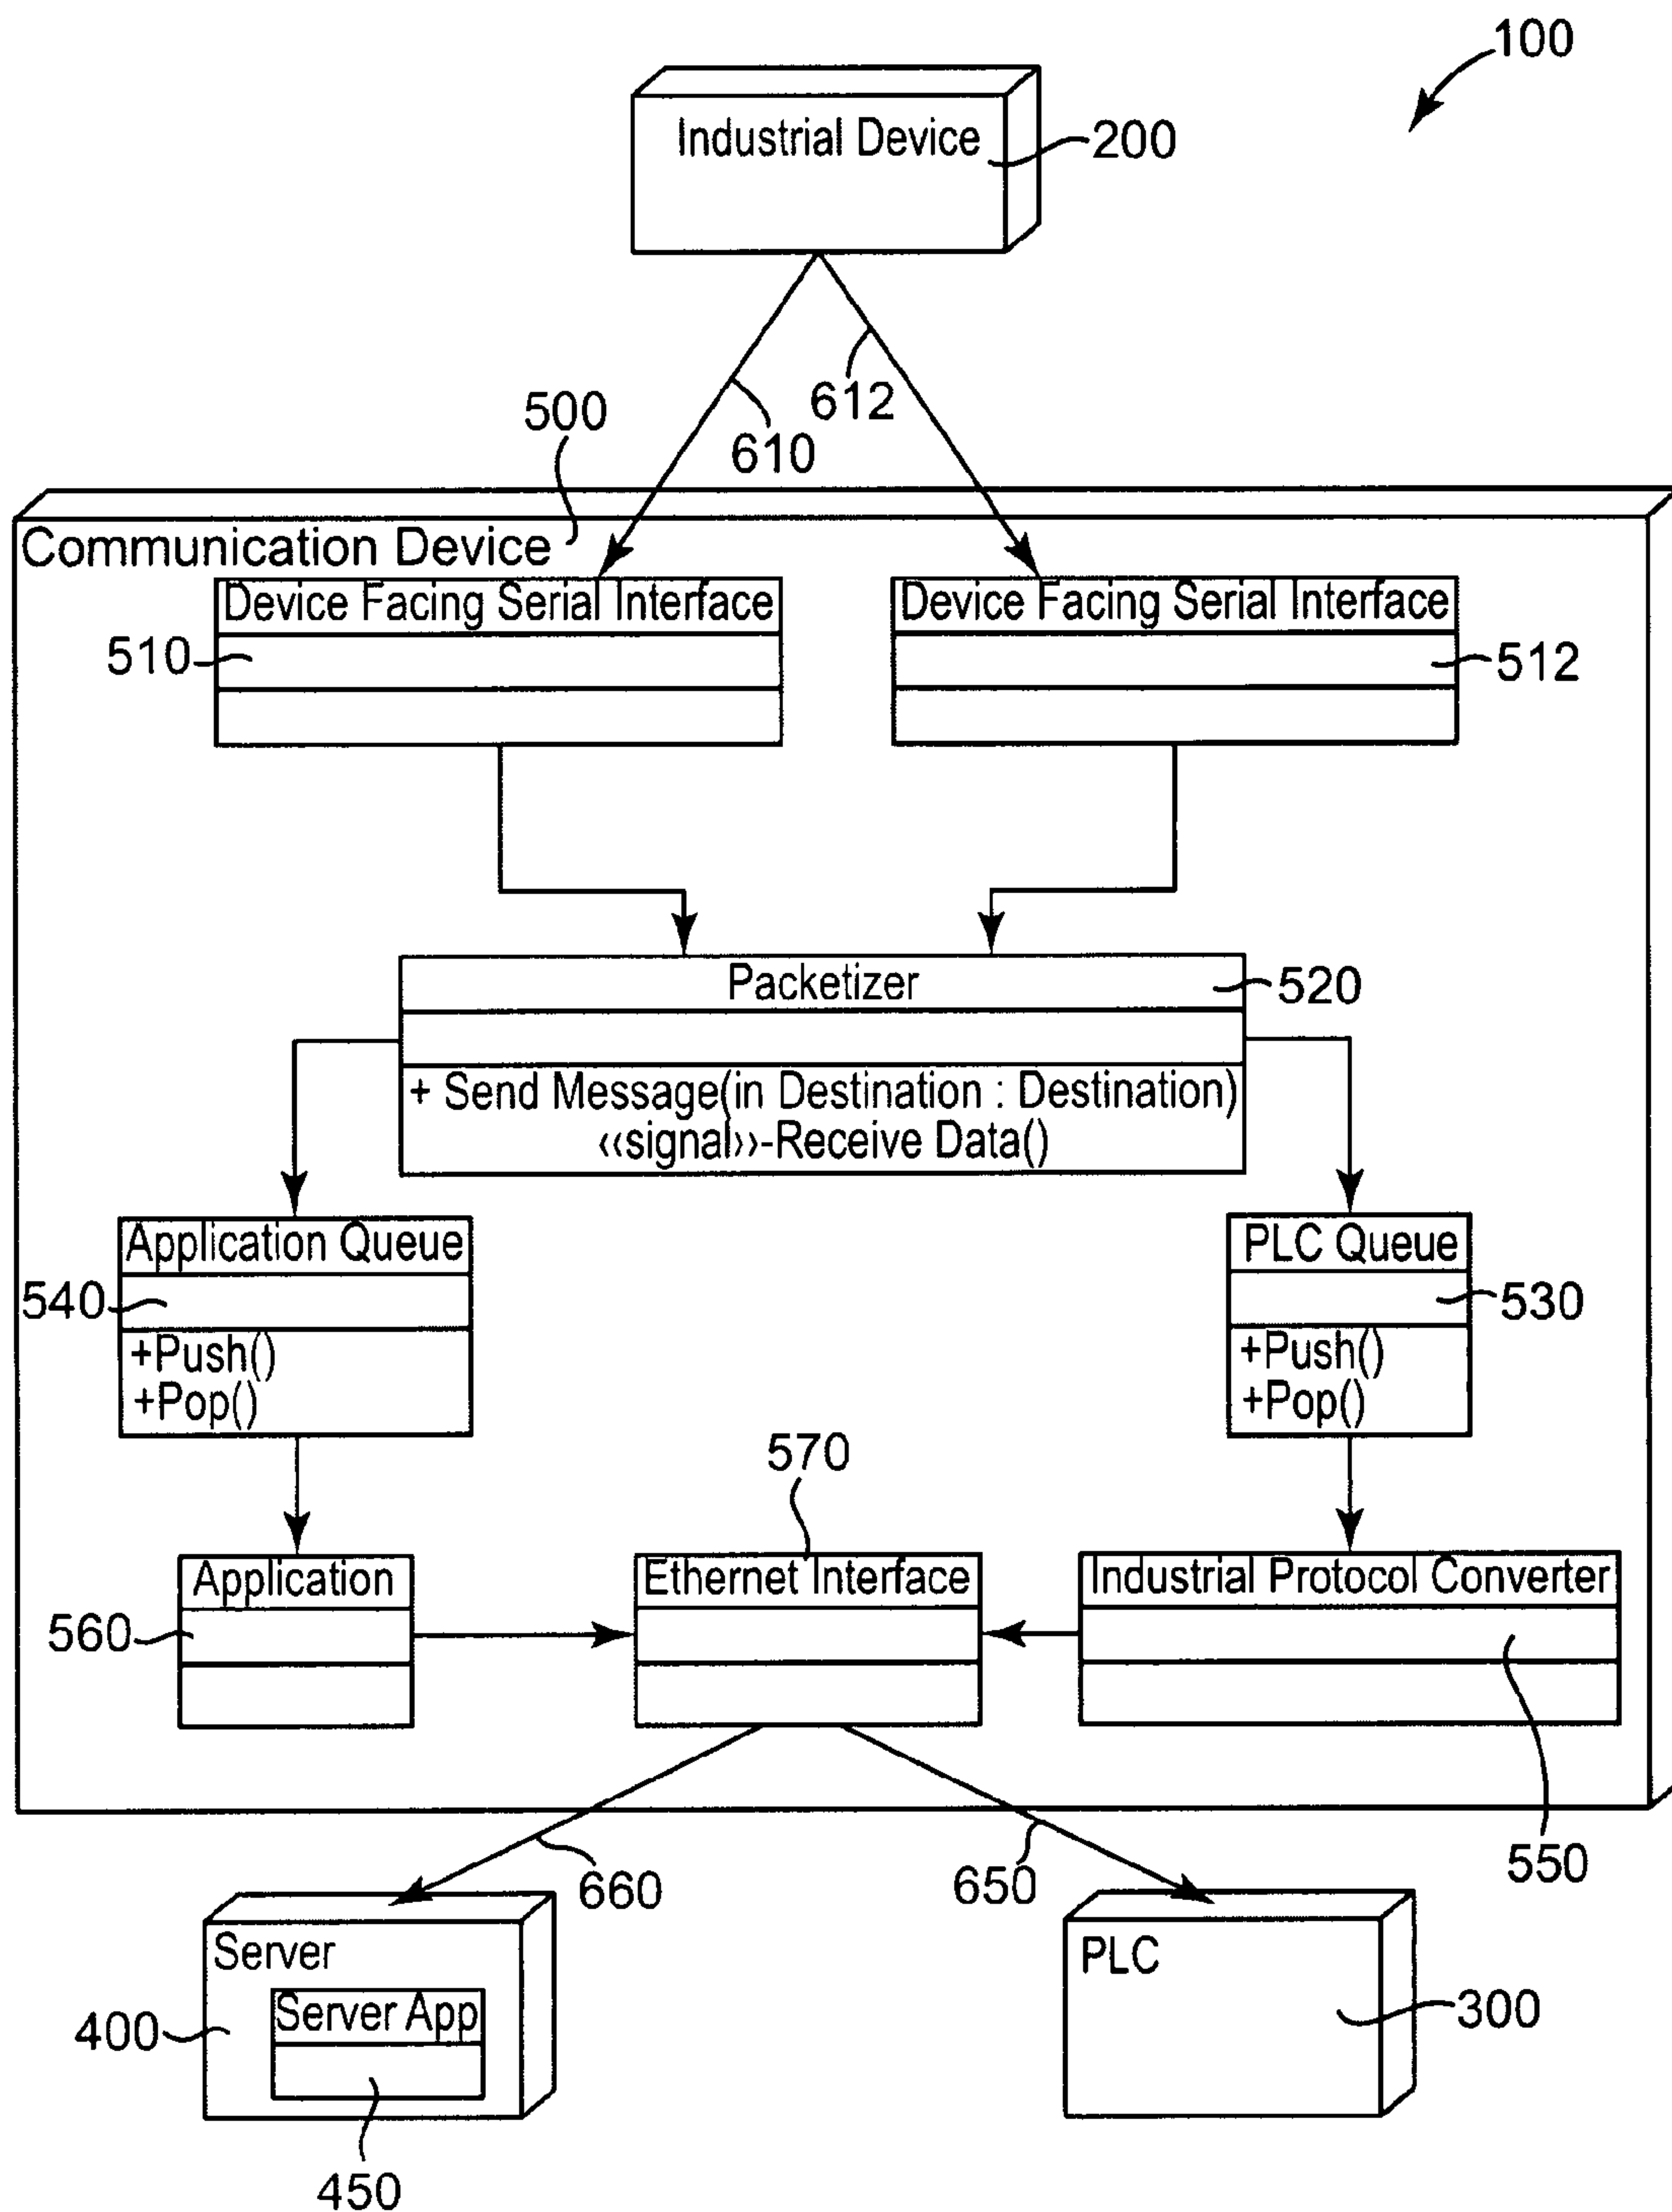 100
Industrial Device
200
612
610
500
Communication Device
Device Facing Serial Interface
Device Facing Serial Interface
510
512
Packetizer
520
+ Send Message(in Destination : Destination)
‹‹signal››-Receive Data()
Application Queue
PLC Queue
540
530
+Push()
+Pop()
+Push()
+Pop()
570
Application
Ethernet Interface
Industrial Protocol Converter
560
550
660
650
Server
PLC
Server App
400
300
450